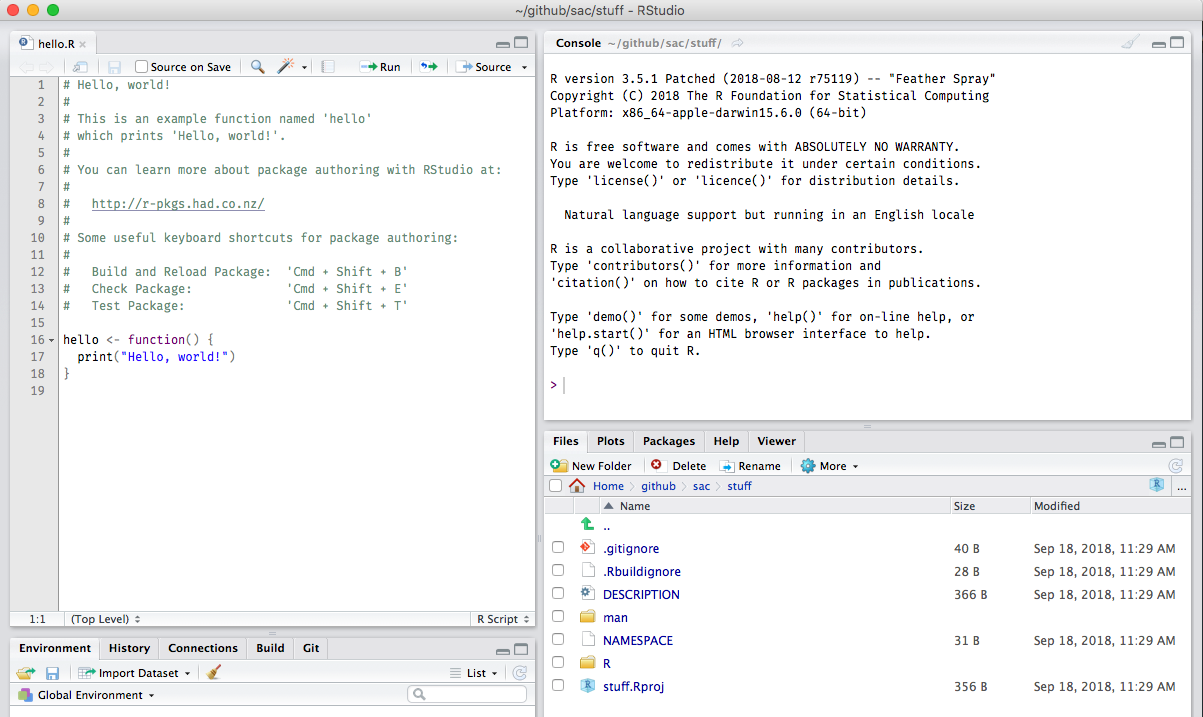 ~/github/sac/stuff - RStudio
hello.R
Source on Save
Run
Source
1 # Hello, world!
2 #
3 # This is an example function named 'hello'
4 # which prints 'Hello, world!'.
5 #
6 # You can learn more about package authoring with RStudio at:
7 #
8 #   http://r-pkgs.had.co.nz/
9 #
10 # Some useful keyboard shortcuts for package authoring:
11 #
12 #   Build and Reload Package:  'Cmd + Shift + B'
13 #   Check Package:             'Cmd + Shift + E'
14 #   Test Package:              'Cmd + Shift + T'
15
16 hello <- function() {
17   print("Hello, world!")
18 }
19
1:1 (Top Level) R Script
Environment History Connections Build Git
Import Dataset List
Global Environment
Console ~/github/sac/stuff/
R version 3.5.1 Patched (2018-08-12 r75119) -- "Feather Spray"
Copyright (C) 2018 The R Foundation for Statistical Computing
Platform: x86_64-apple-darwin15.6.0 (64-bit)
R is free software and comes with ABSOLUTELY NO WARRANTY.
You are welcome to redistribute it under certain conditions.
Type 'license()' or 'licence()' for distribution details.
Natural language support but running in an English locale
R is a collaborative project with many contributors.
Type 'contributors()' for more information and
'citation()' on how to cite R or R packages in publications.
Type 'demo()' for some demos, 'help()' for on-line help, or
'help.start()' for an HTML browser interface to help.
Type 'q()' to quit R.
>
Files Plots Packages Help Viewer
New Folder Delete Rename More
Home github sac stuff ...
Name Size Modified
..
.gitignore 40 B Sep 18, 2018, 11:29 AM
.Rbuildignore 28 B Sep 18, 2018, 11:29 AM
DESCRIPTION 366 B Sep 18, 2018, 11:29 AM
man
NAMESPACE 31 B Sep 18, 2018, 11:29 AM
R
stuff.Rproj 356 B Sep 18, 2018, 11:29 AM